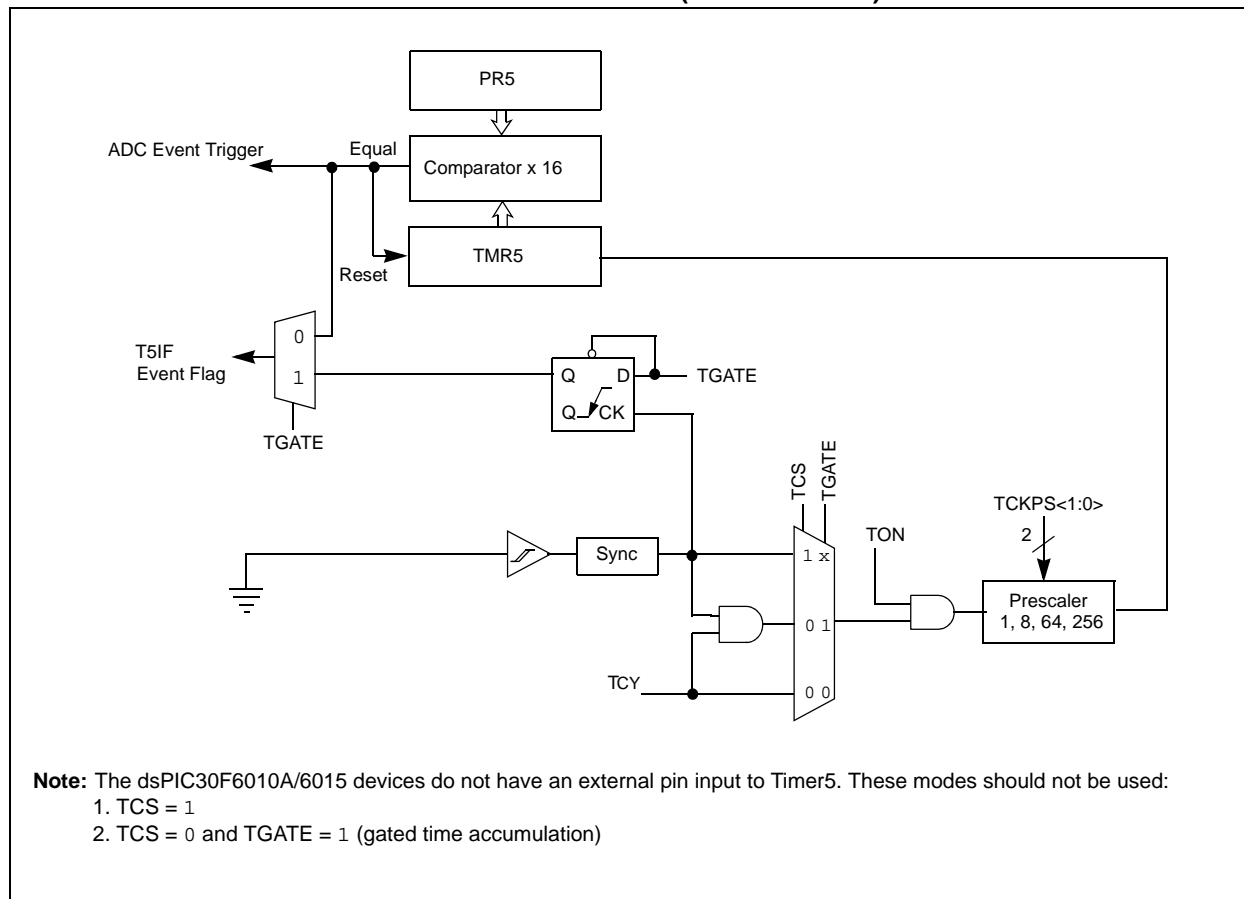 PR5
ADC Event Trigger
Equal
Comparator x 16
TMR5
Reset
0
T5IF
Event Flag
1
Q
D
TGATE
Q
CK
TGATE
TCS
TGATE
TCKPS<1:0>
2
TON
Sync
1 x
Prescaler
1, 8, 64, 256
0 1
TCY
0 0
Note: The dsPIC30F6010A/6015 devices do not have an external pin input to Timer5. These modes should not be used:
1. TCS = 1
2. TCS = 0 and TGATE = 1 (gated time accumulation)